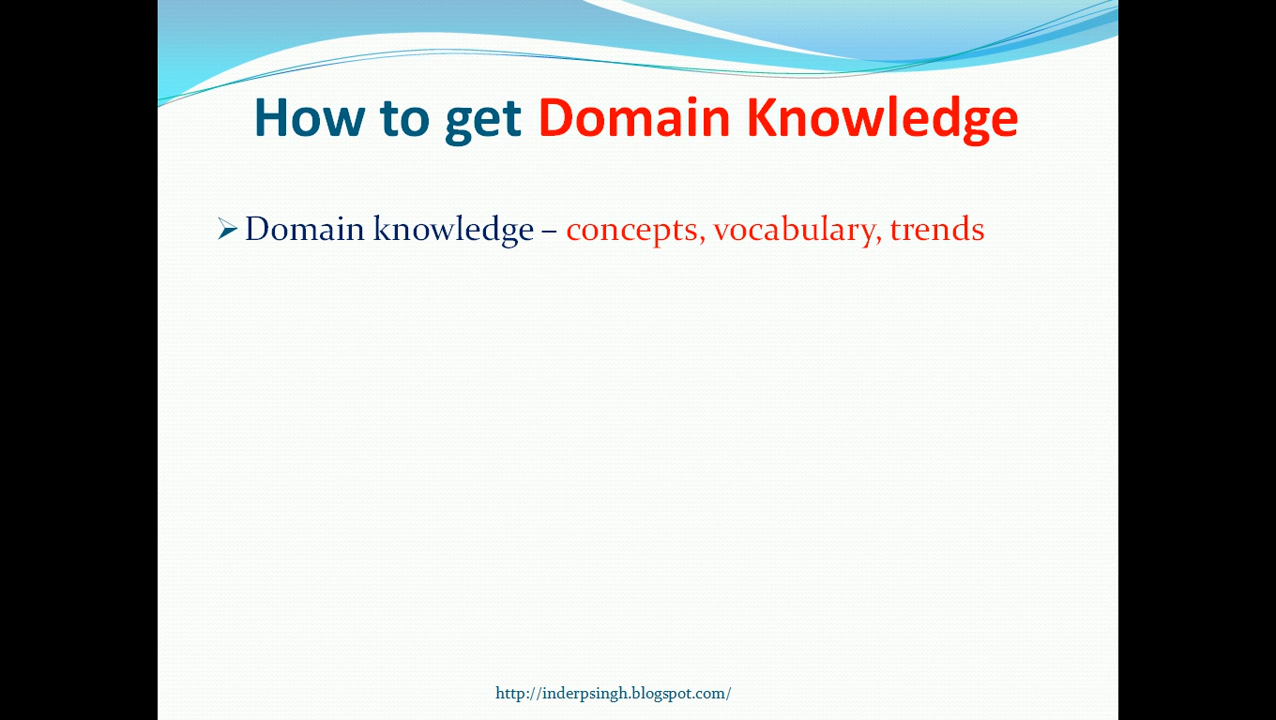 How to get Domain Knowledge
Domain knowledge – concepts, vocabulary, trends
http://inderpsingh.blogspot.com/